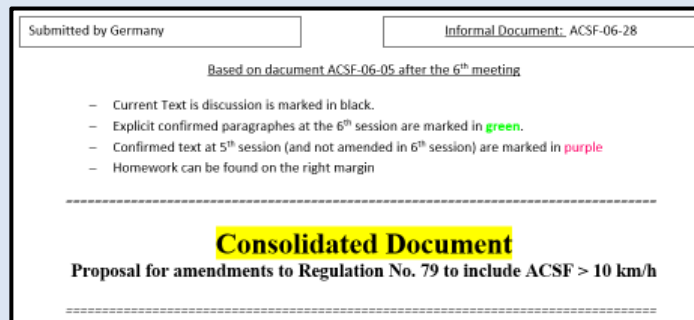 Submitted by Germany
Informal Document: ACSF-06-28
Based on dacument ACSF-06-05 after the 6th meeting
– Current Text is discussion is marked in black.
– Explicit confirmed paragraphes at the 6th session are marked in green.
– Confirmed text at 5th session (and not amended in 6th session) are marked in purple
– Homework can be found on the right margin
Consolidated Document
Proposal for amendments to Regulation No. 79 to include ACSF > 10 km/h